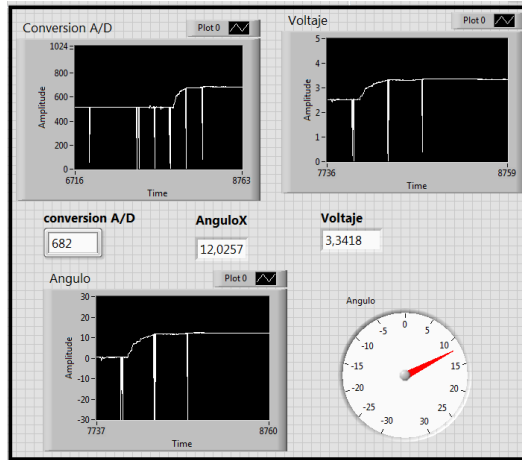 Conversion A/D
Plot 0
1024
800
600
400
200
0
Amplitude
6716
8763
Time
Voltaje
Plot 0
5
4
3
2
1
0
Amplitude
7736
8759
Time
conversion A/D
682
AnguloX
12,0257
Voltaje
3,3418
Angulo
Plot 0
30
20
10
0
-10
-20
-30
Amplitude
7737
8760
Time
Angulo
-30
-25
-20
-15
-10
-5
0
5
10
15
20
25
30